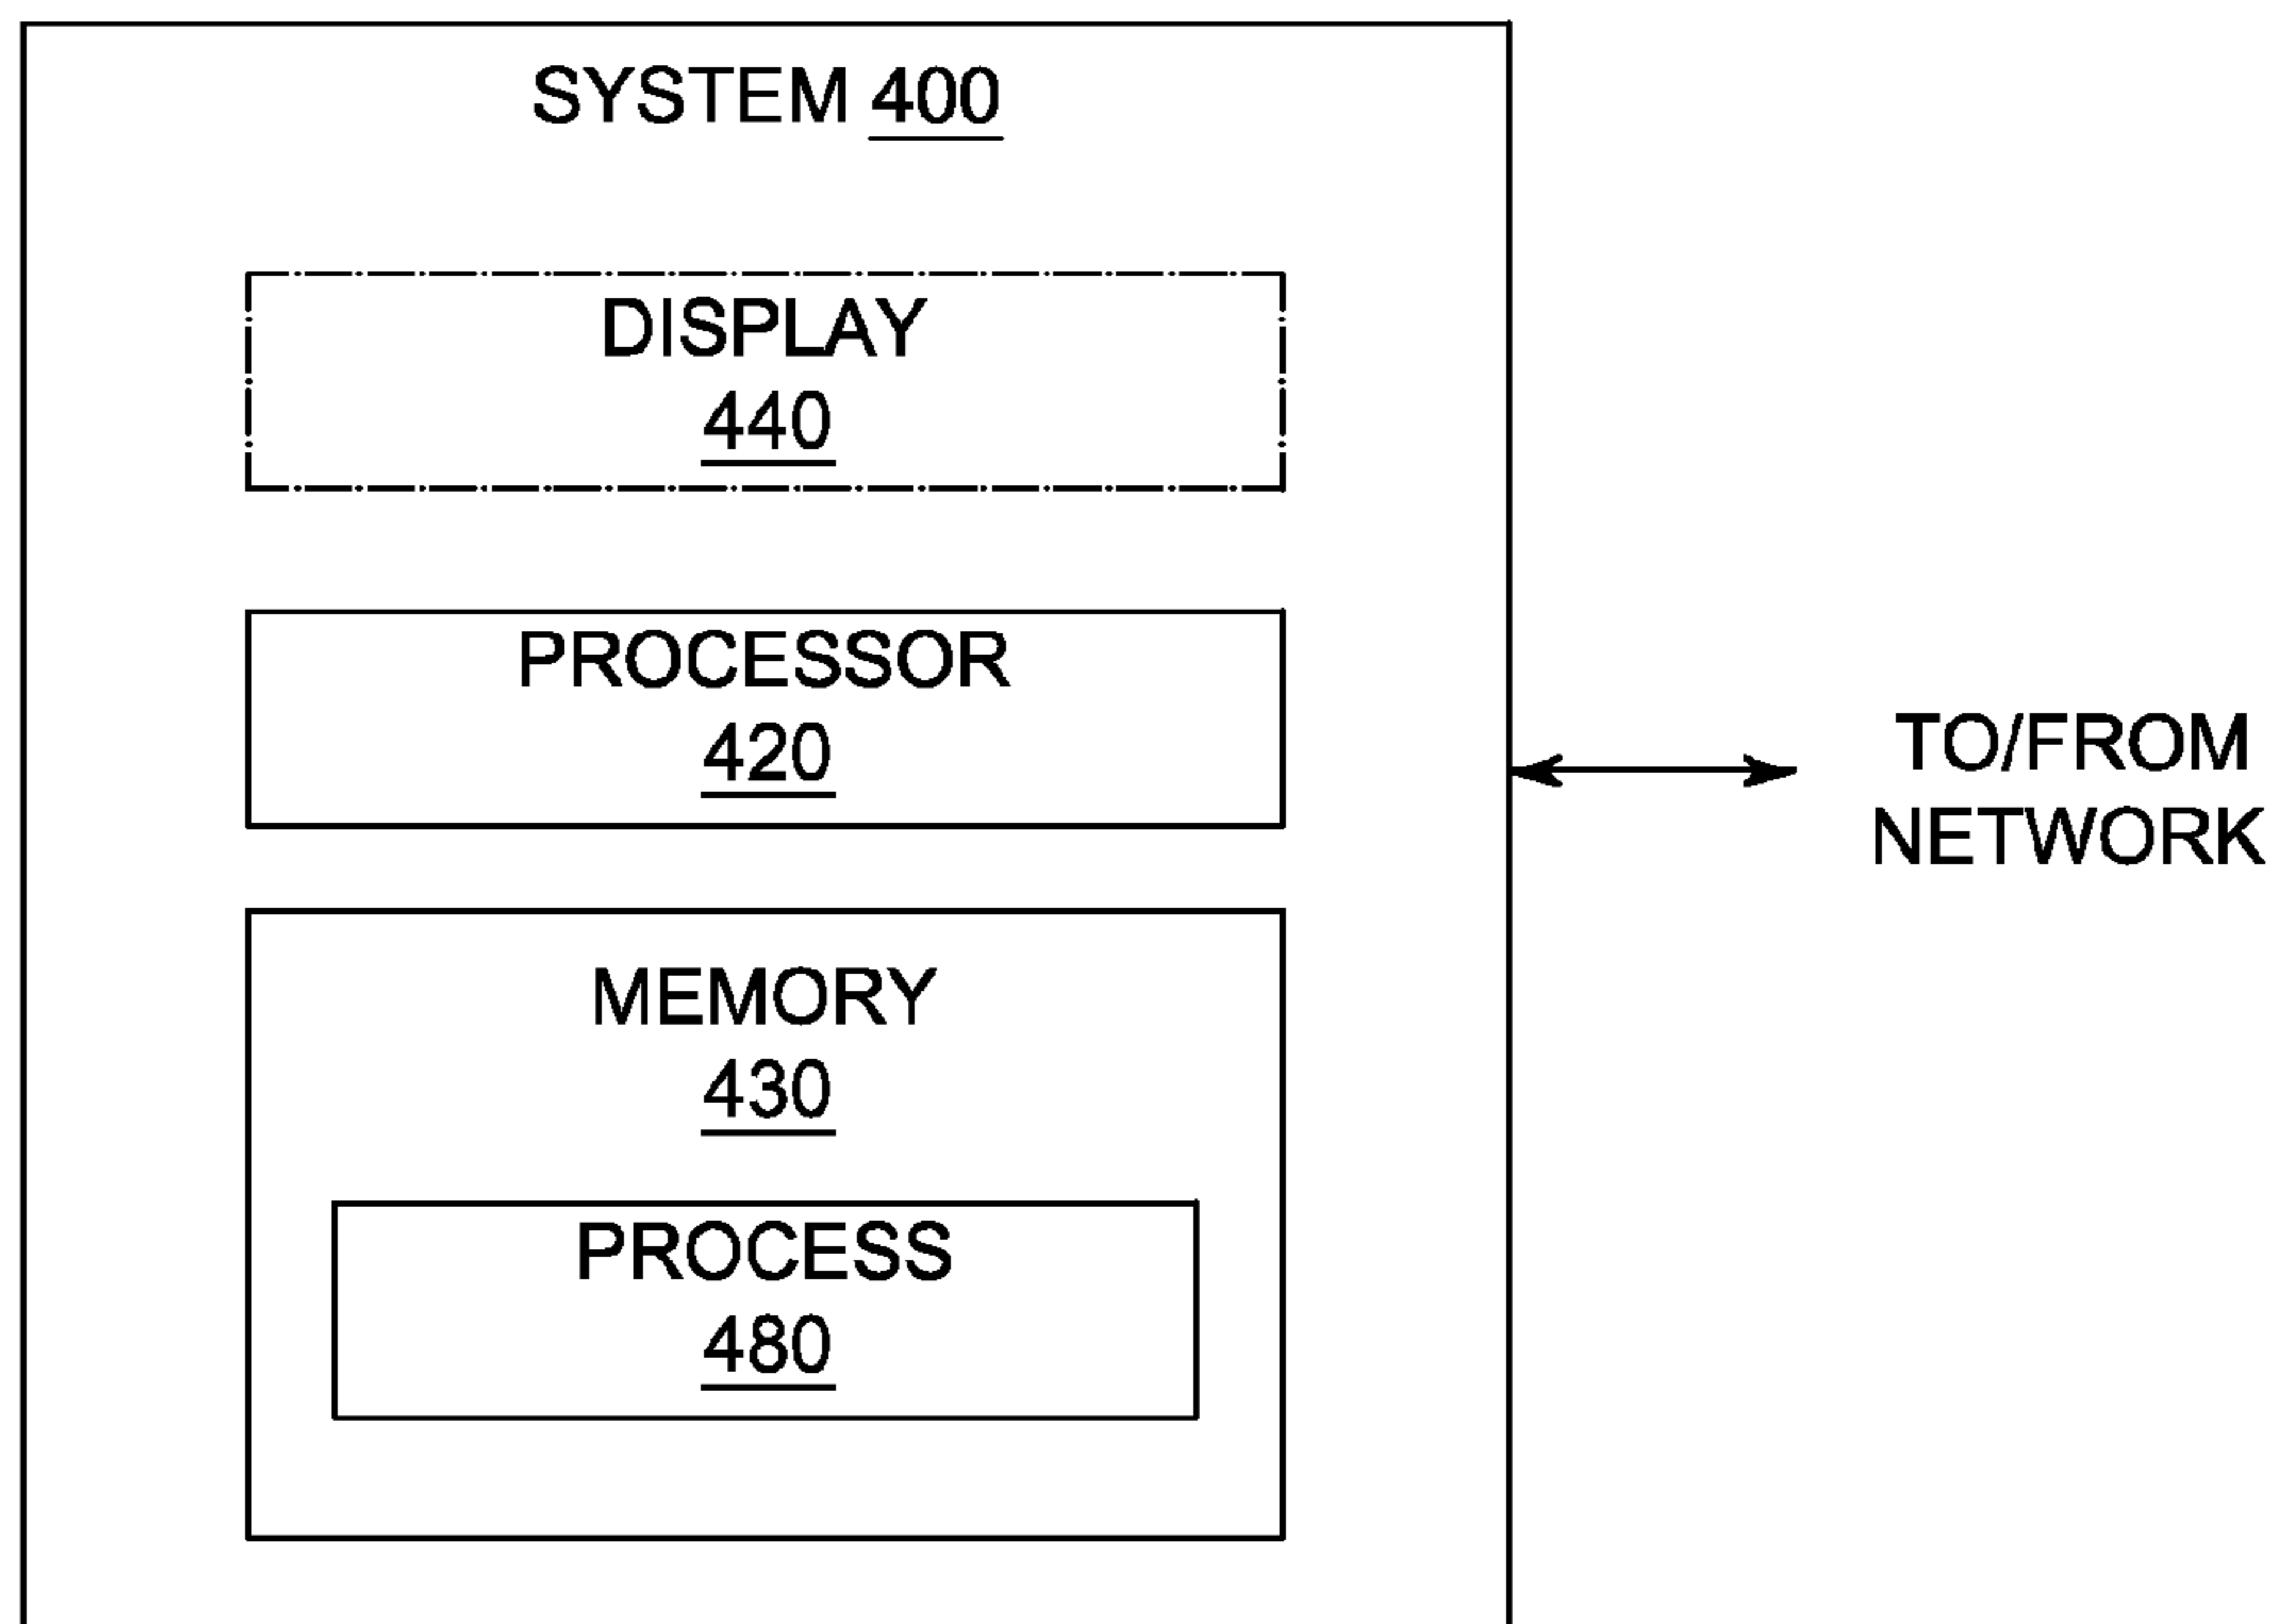 SYSTEM 400
DISPLAY
440
PROCESSOR
420
TO/FROM
NETWORK
MEMORY
430
PROCESS
480